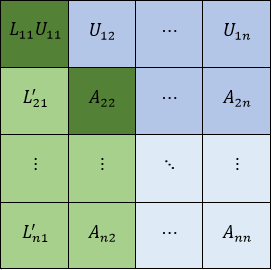 L₁₁U₁₁ U₁₂ ⋯ U₁ₙ
L′₂₁ A₂₂ ⋯ A₂ₙ
⋮ ⋮ ⋱ ⋮
L′ₙ₁ Aₙ₂ ⋯ Aₙₙ